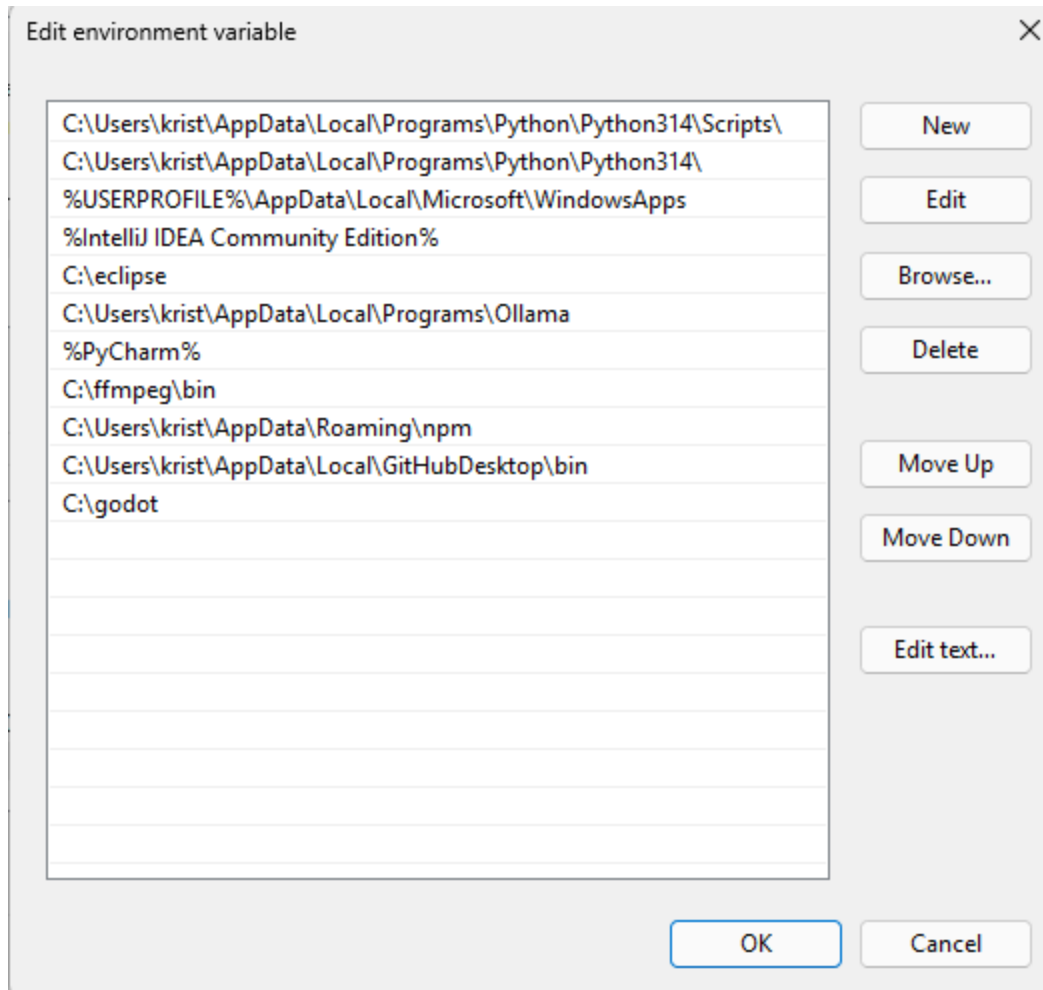 Edit environment variable
C:\Users\krist\AppData\Local\Programs\Python\Python314\Scripts\
C:\Users\krist\AppData\Local\Programs\Python\Python314\
%USERPROFILE%\AppData\Local\Microsoft\WindowsApps
%IntelliJ IDEA Community Edition%
C:\eclipse
C:\Users\krist\AppData\Local\Programs\Ollama
%PyCharm%
C:\ffmpeg\bin
C:\Users\krist\AppData\Roaming\npm
C:\Users\krist\AppData\Local\GitHubDesktop\bin
C:\godot
New
Edit
Browse...
Delete
Move Up
Move Down
Edit text...
OK
Cancel